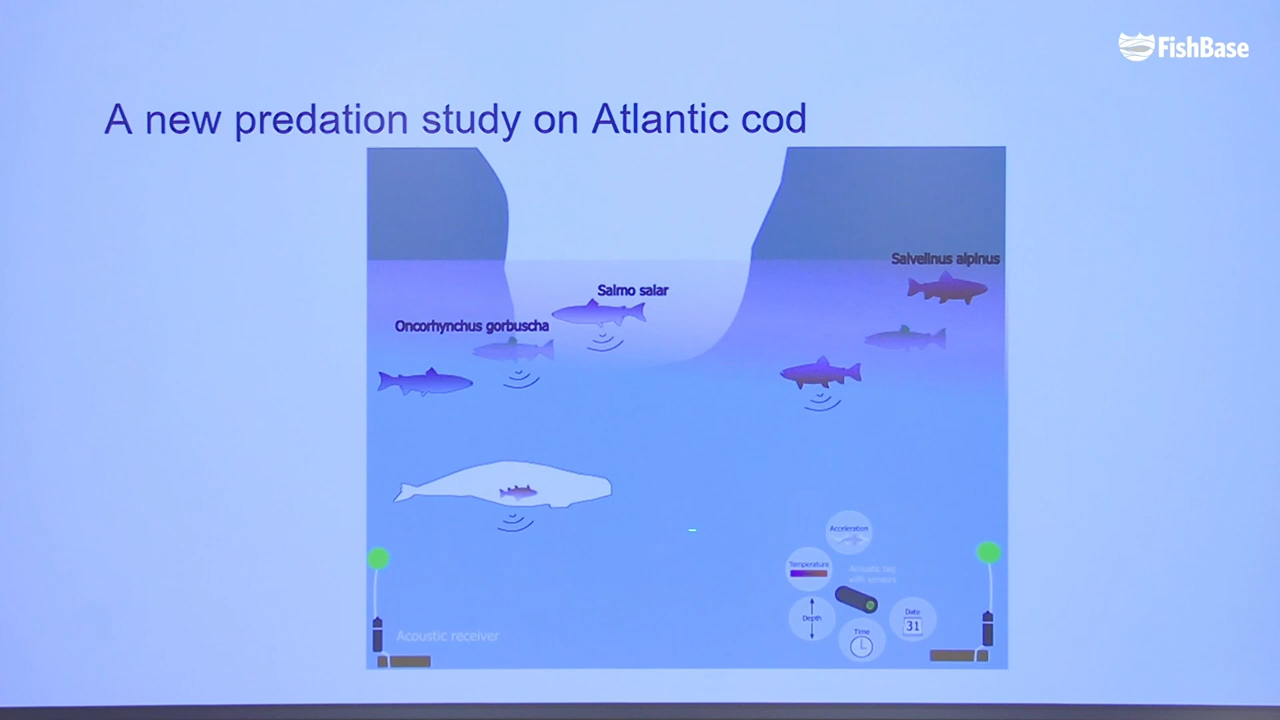 FishBase
A new predation study on Atlantic cod
Salvelinus alpinus
Salmo salar
Oncorhynchus gorbuscha
Acceleration
Temperature
Acoustic tag
with sensors
Depth
Date
31
Time
Acoustic receiver